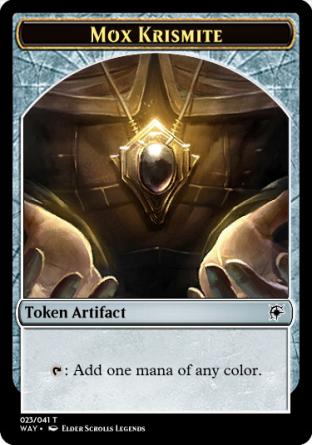 Mox Krismite
Token Artifact
: Add one mana of any color.
023/041 T
WAY • Elder Scrolls Legends